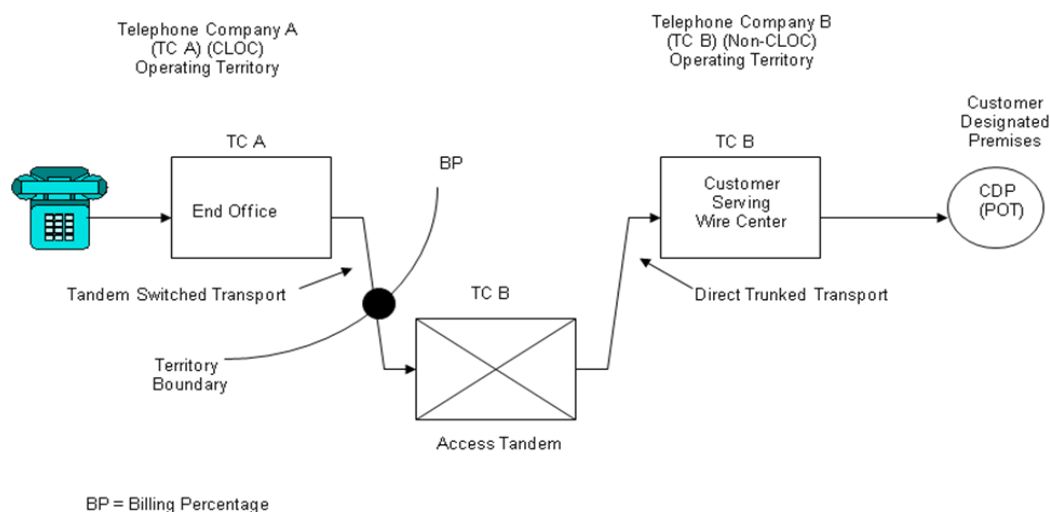 Telephone Company A
(TC A) (CLOC)
Operating Territory
Telephone Company B
(TC B) (Non-CLOC)
Operating Territory
Customer
Designated
Premises
TC A
BP
TC B
End Office
Customer
Serving
Wire Center
CDP
(POT)
Tandem Switched Transport
TC B
Direct Trunked Transport
Territory
Boundary
Access Tandem
BP = Billing Percentage